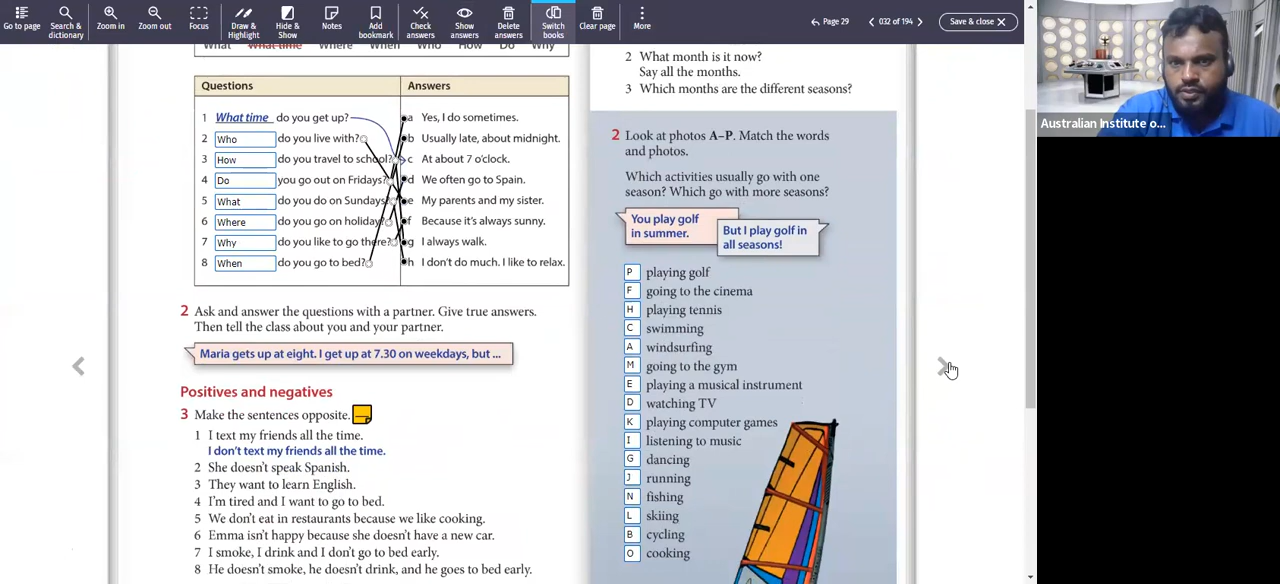 Go to page
Search & dictionary
Zoom in
Zoom out
Focus
Draw & Highlight
Hide & Show
Notes
Add bookmark
Check answers
Show answers
Delete answers
Switch books
Clear page
More
Page 29
032 of 194
Save & close
What What time Where When Who How Do Why
Questions
Answers
1 What time do you get up?
2 Who do you live with?
3 How do you travel to school?
4 Do you go out on Fridays?
5 What do you do on Sundays?
6 Where do you go on holiday?
7 Why do you like to go there?
8 When do you go to bed?
a Yes, I do sometimes.
b Usually late, about midnight.
c At about 7 o'clock.
d We often go to Spain.
e My parents and my sister.
f Because it's always sunny.
g I always walk.
h I don't do much. I like to relax.
2 Ask and answer the questions with a partner. Give true answers.
Then tell the class about you and your partner.
Maria gets up at eight. I get up at 7.30 on weekdays, but ...
Positives and negatives
3 Make the sentences opposite.
1 I text my friends all the time.
I don't text my friends all the time.
2 She doesn't speak Spanish.
3 They want to learn English.
4 I'm tired and I want to go to bed.
5 We don't eat in restaurants because we like cooking.
6 Emma isn't happy because she doesn't have a new car.
7 I smoke, I drink and I don't go to bed early.
8 He doesn't smoke, he doesn't drink, and he goes to bed early.
2 What month is it now?
Say all the months.
3 Which months are the different seasons?
2 Look at photos A–P. Match the words
and photos.
Which activities usually go with one
season? Which go with more seasons?
You play golf
in summer.
But I play golf in
all seasons!
P playing golf
F going to the cinema
H playing tennis
C swimming
A windsurfing
M going to the gym
E playing a musical instrument
D watching TV
K playing computer games
I listening to music
G dancing
J running
N fishing
L skiing
B cycling
O cooking
Australian Institute o...